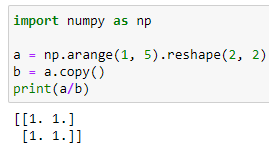 import numpy as np
a = np.arange(1, 5).reshape(2, 2)
b = a.copy()
print(a/b)
[[1. 1.]
 [1. 1.]]